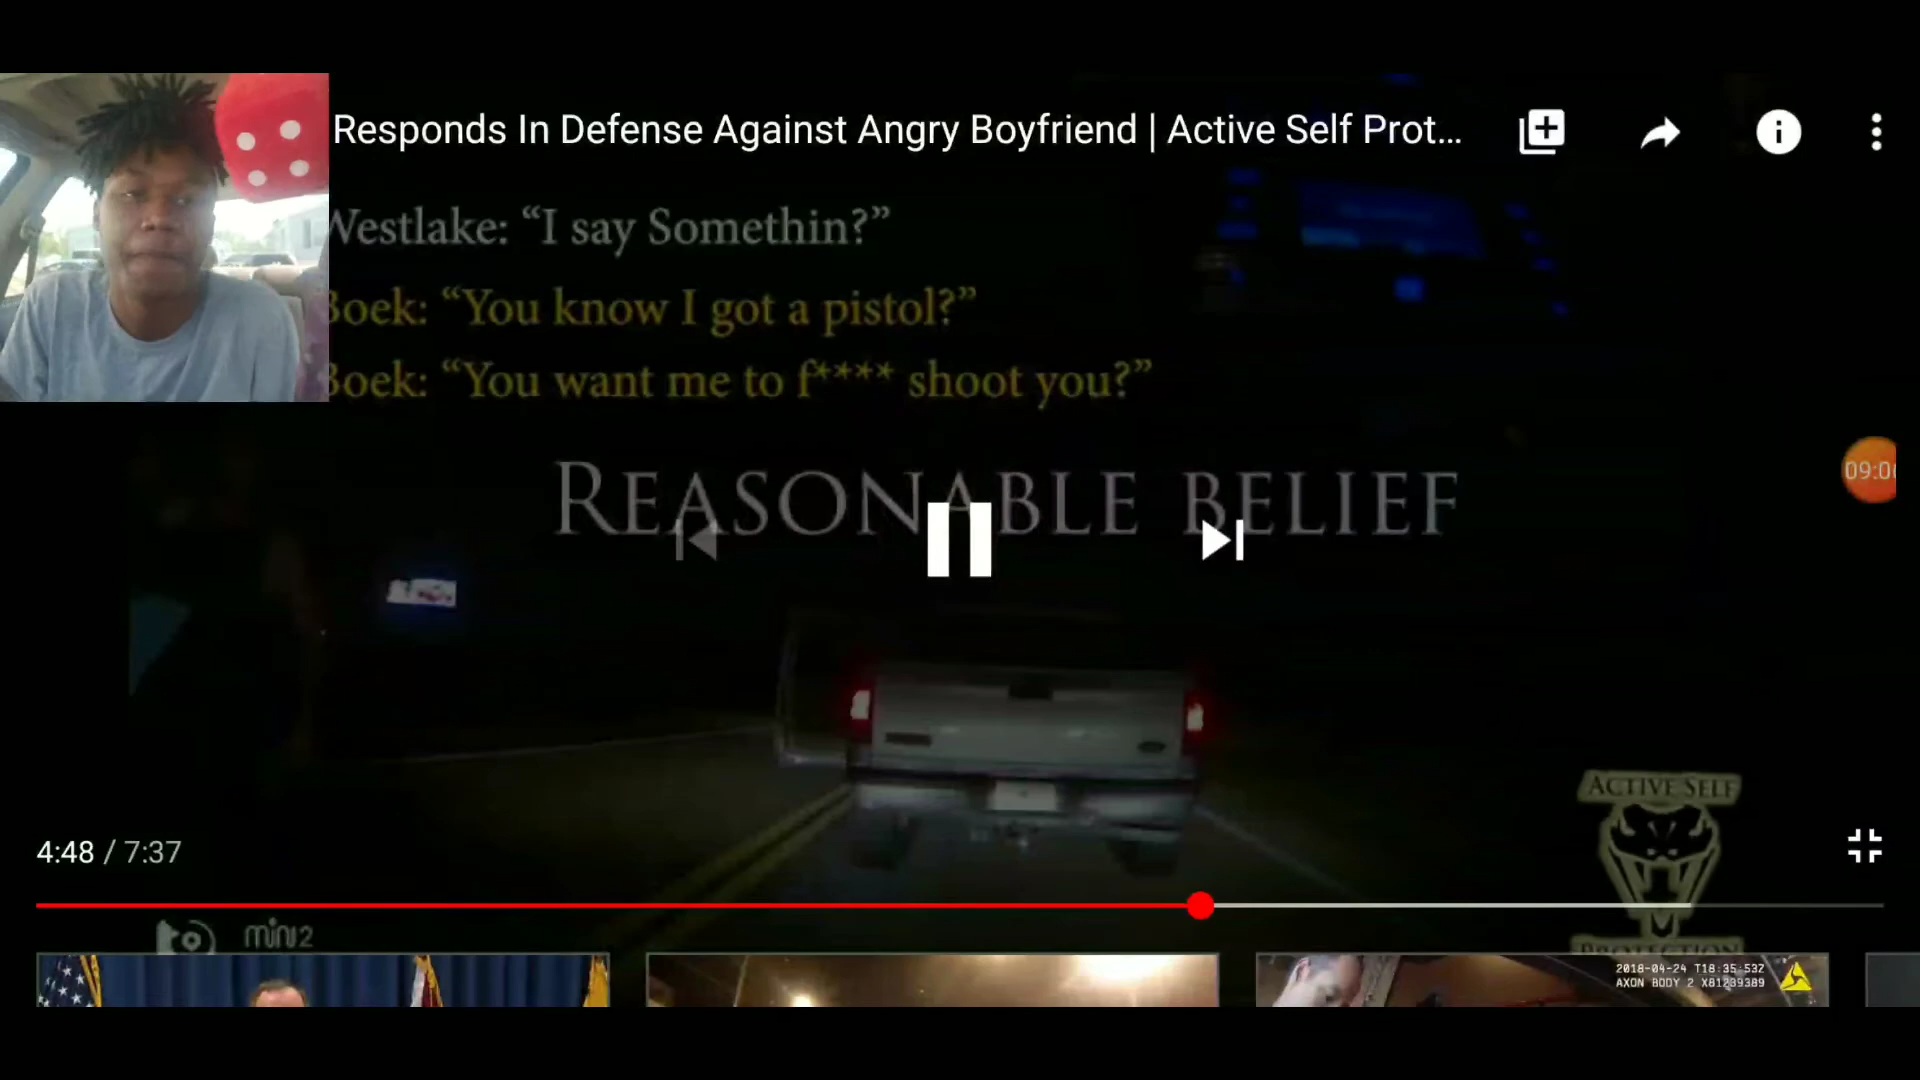 Responds In Defense Against Angry Boyfriend | Active Self Prot...
Westlake: “I say Somethin?”
Boek: “You know I got a pistol?”
Boek: “You want me to f**** shoot you?”
REASONABLE BELIEF
09:0
ACTIVE SELF
PROTECTION
4:48 / 7:37
mini2
2018-04-24 T18:35:53Z
AXON BODY 2 X81239389